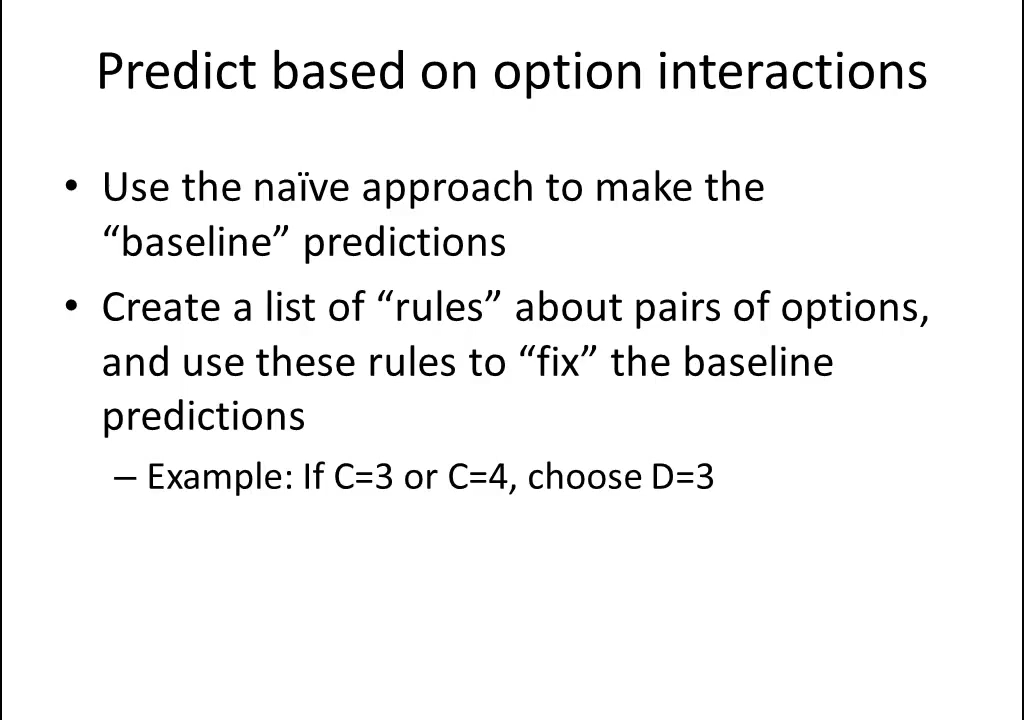 Predict based on option interactions
• Use the naïve approach to make the
“baseline” predictions
• Create a list of “rules” about pairs of options,
and use these rules to “fix” the baseline
predictions
– Example: If C=3 or C=4, choose D=3